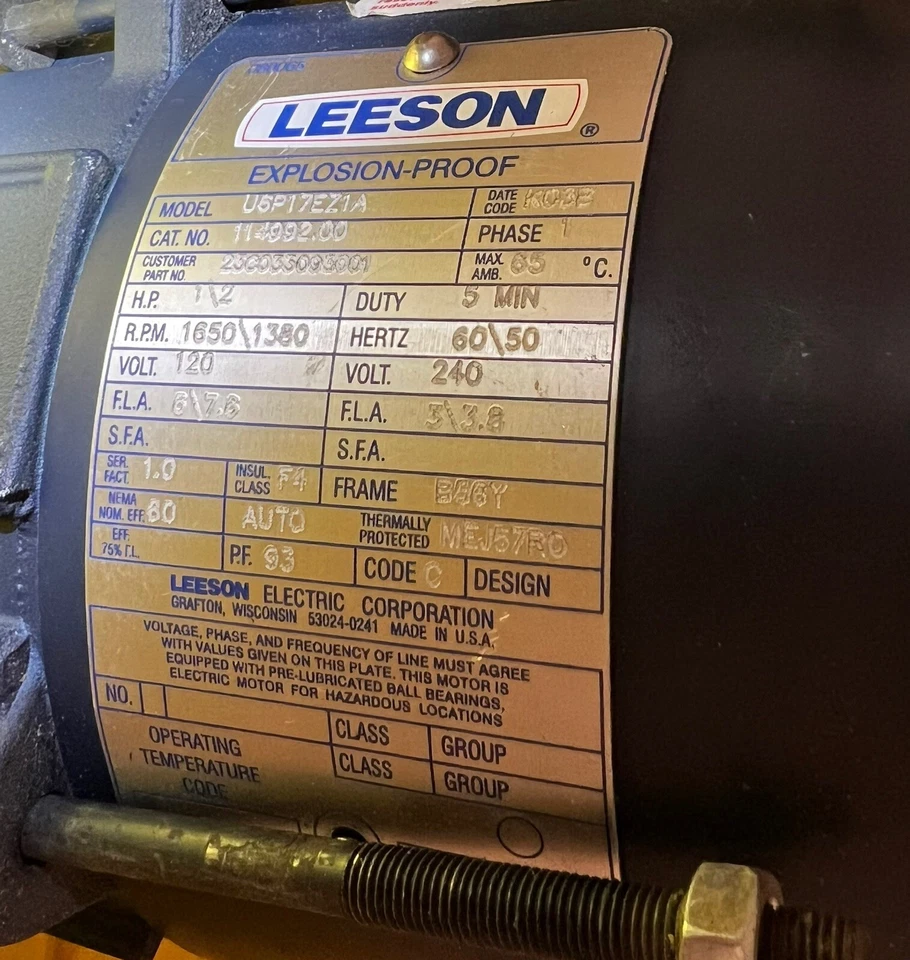 suddenly
LEESON ®
EXPLOSION-PROOF
MODEL U6P17EZ1A DATE CODE K03B
CAT. NO. 114992.00 PHASE 1
CUSTOMER PART NO. 23C035093001 MAX. AMB. 65 °C.
H.P. 1\2 DUTY 5 MIN
R.P.M. 1650\1380 HERTZ 60\50
VOLT. 120 VOLT. 240
F.L.A. 6\7.6 F.L.A. 3\3.8
S.F.A. S.F.A.
SER. FACT. 1.0 INSUL. CLASS F4 FRAME
NEMA NOM. EFF. AUTO THERMALLY PROTECTED
EFF. 75% F.L. P.F. 93 CODE C DESIGN
LEESON ELECTRIC CORPORATION
GRAFTON, WISCONSIN 53024-0241 MADE IN U.S.A.
VOLTAGE, PHASE, AND FREQUENCY OF LINE MUST AGREE
WITH VALUES GIVEN ON THIS PLATE. THIS MOTOR IS
EQUIPPED WITH PRE-LUBRICATED BALL BEARINGS,
ELECTRIC MOTOR FOR HAZARDOUS LOCATIONS
NO. CLASS GROUP
OPERATING
TEMPERATURE CLASS GROUP
CODE